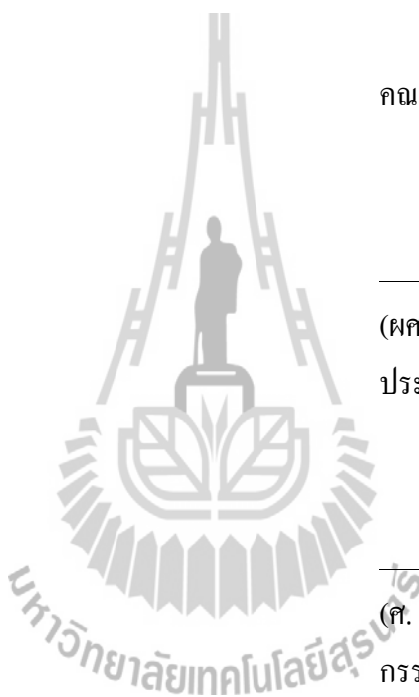 คณ
(ผศ
ประ
(ศ.
กรร
มหาวิทยาลัยเทคโนโลยีสุรนารี